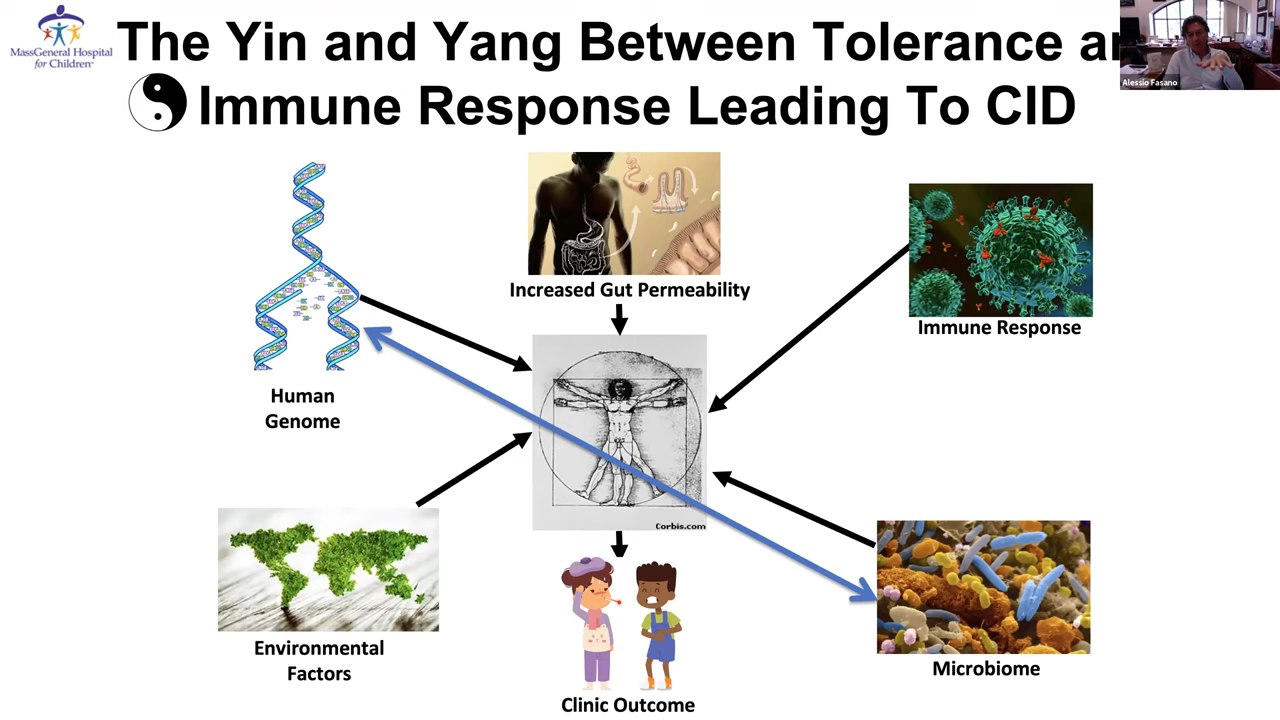 MassGeneral Hospital
for Children
The Yin and Yang Between Tolerance
Immune Response Leading To CID
Alessio Fasano
Increased Gut Permeability
Immune Response
Human
Genome
Corbis.com
Environmental
Factors
Clinic Outcome
Microbiome